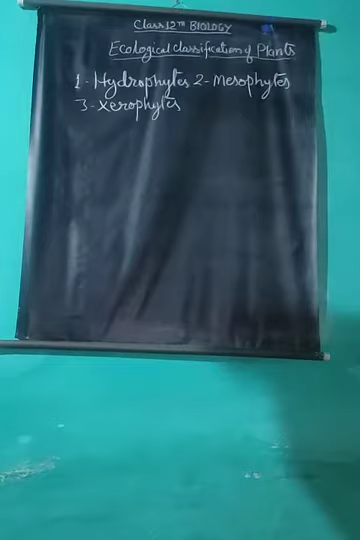 Class 12th BIOLOGY
Ecological classification of Plants
1- Hydrophytes 2- Mesophytes
3- Xerophytes